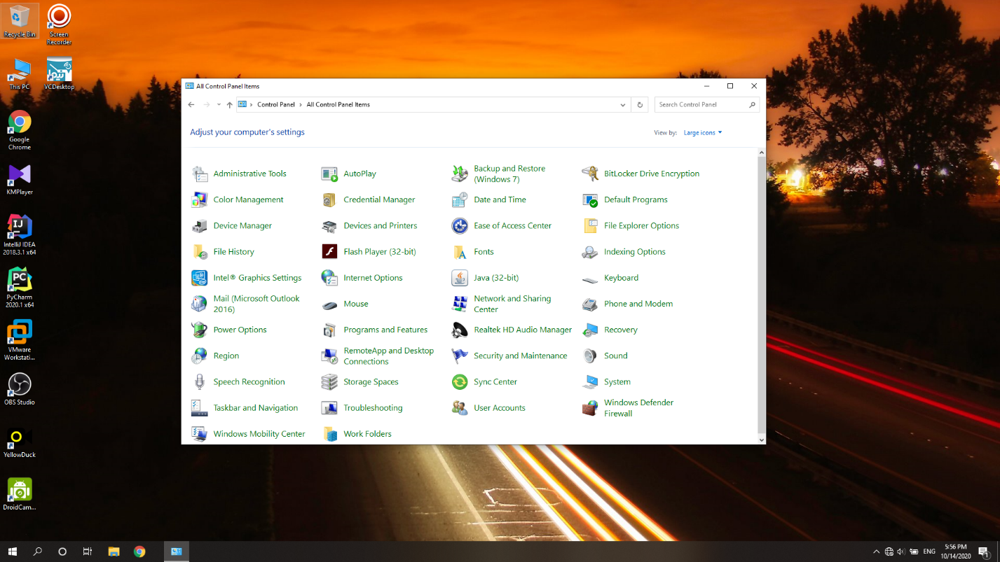 Recycle Bin
Screen
Recorder
This PC
VCDesktop
Google
Chrome
KMPlayer
IJ
IntelliJ IDEA
2018.3.1 x64
PC
PyCharm
2020.1 x64
VMware
Workstati...
OBS Studio
YellowDuck
DroidCam...
All Control Panel Items
Control Panel
All Control Panel Items
Search Control Panel
Adjust your computer's settings
View by: Large icons
Administrative Tools
AutoPlay
Backup and Restore
(Windows 7)
BitLocker Drive Encryption
Color Management
Credential Manager
Date and Time
Default Programs
Device Manager
Devices and Printers
Ease of Access Center
File Explorer Options
File History
Flash Player (32-bit)
Fonts
Indexing Options
Intel® Graphics Settings
Internet Options
Java (32-bit)
Keyboard
Mail (Microsoft Outlook
2016)
Mouse
Network and Sharing
Center
Phone and Modem
Power Options
Programs and Features
Realtek HD Audio Manager
Recovery
Region
RemoteApp and Desktop
Connections
Security and Maintenance
Sound
Speech Recognition
Storage Spaces
Sync Center
System
Taskbar and Navigation
Troubleshooting
User Accounts
Windows Defender
Firewall
Windows Mobility Center
Work Folders
ENG
5:56 PM
10/14/2020
1